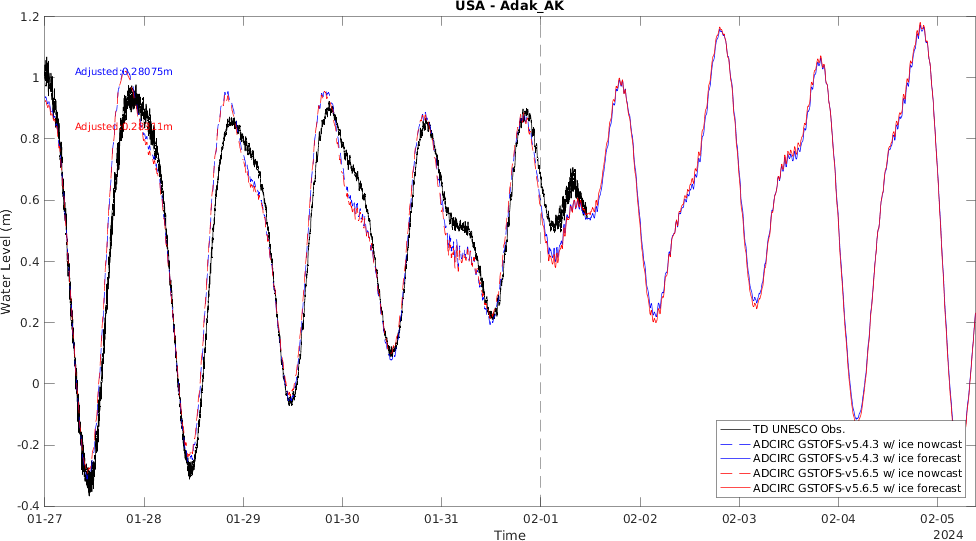 USA - Adak_AK
1.2
1
0.8
0.6
0.4
0.2
0
-0.2
-0.4
Water Level (m)
Adjusted:0.28075m
Adjusted:
01-27
01-28
01-29
01-30
01-31
02-01
02-02
02-03
02-04
02-05
Time
2024
TD UNESCO Obs.
ADCIRC GSTOFS-v5.4.3 w/ ice nowcast
ADCIRC GSTOFS-v5.4.3 w/ ice forecast
ADCIRC GSTOFS-v5.6.5 w/ ice nowcast
ADCIRC GSTOFS-v5.6.5 w/ ice forecast